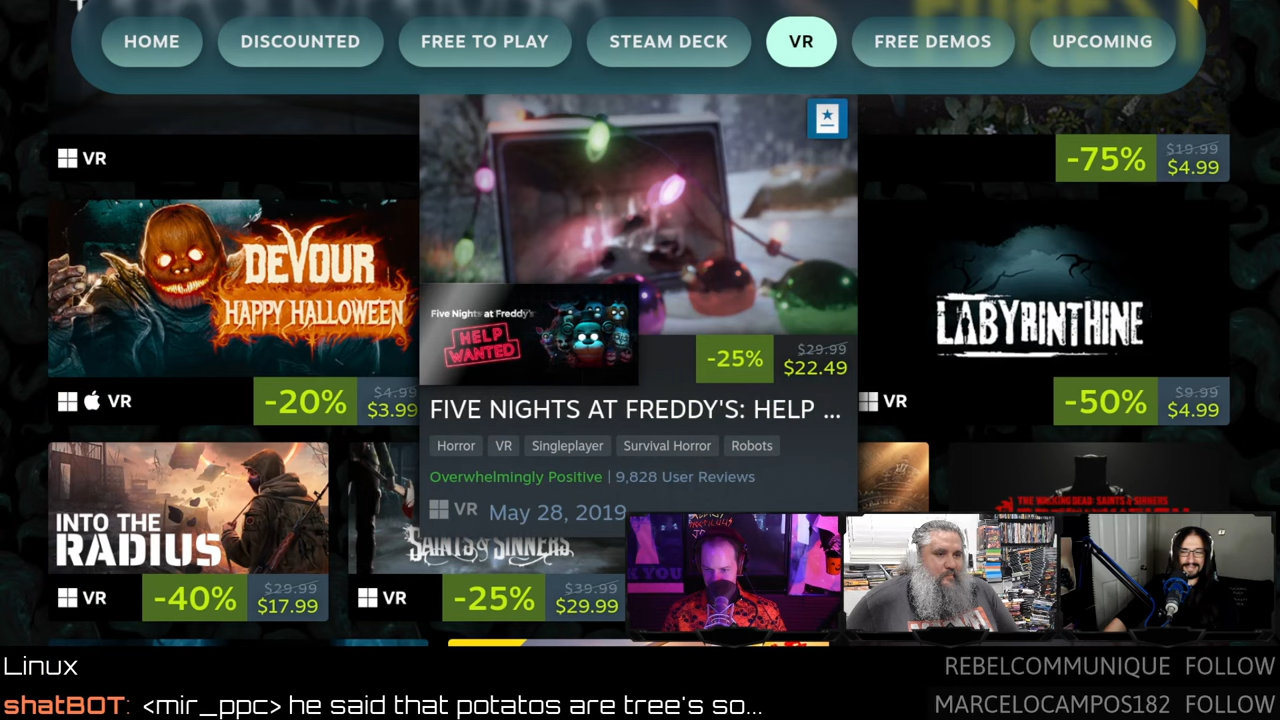 HOME
DISCOUNTED
FREE TO PLAY
STEAM DECK
VR
FREE DEMOS
UPCOMING
VR
-75%
$19.99
$4.99
DEVOUR
HAPPY HALLOWEEN
VR
-20%
$4.99
$3.99
Five Nights at Freddy's
HELP
WANTED
-25%
$29.99
$22.49
FIVE NIGHTS AT FREDDY'S: HELP ...
Horror
VR
Singleplayer
Survival Horror
Robots
Overwhelmingly Positive | 9,828 User Reviews
VR
May 28, 2019
LABYRINTHINE
VR
-50%
$9.99
$4.99
INTO THE
RADIUS
VR
-40%
$29.99
$17.99
SAINTS & SINNERS
VR
-25%
$39.99
$29.99
THE WALKING DEAD: SAINTS & SINNERS
Linux
shatBOT: <mir_ppc> he said that potatos are tree's so...
REBELCOMMUNIQUE FOLLOW
MARCELOCAMPOS182 FOLLOW